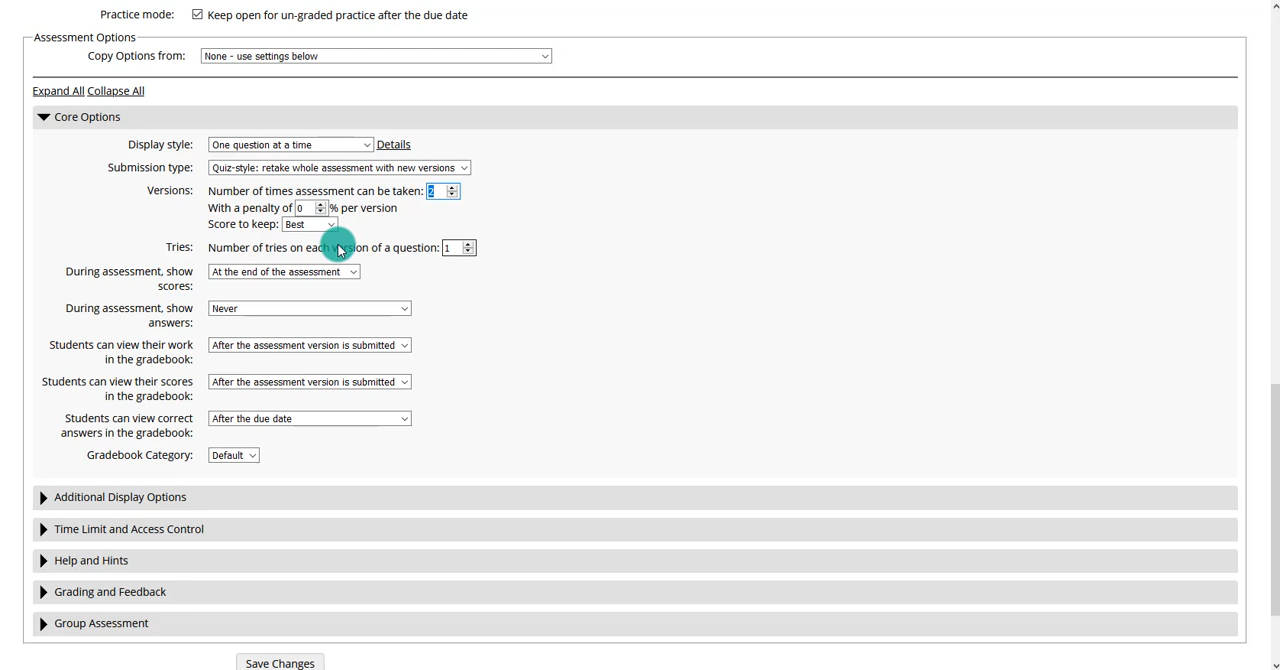 Practice mode: Keep open for un-graded practice after the due date
Assessment Options
Copy Options from: None - use settings below
Expand All Collapse All
Core Options
Display style: One question at a time Details
Submission type: Quiz-style: retake whole assessment with new versions
Versions: Number of times assessment can be taken: 2
With a penalty of 0 % per version
Score to keep: Best
Tries: Number of tries on each version of a question: 1
During assessment, show
scores: At the end of the assessment
During assessment, show
answers: Never
Students can view their work
in the gradebook: After the assessment version is submitted
Students can view their scores
in the gradebook: After the assessment version is submitted
Students can view correct
answers in the gradebook: After the due date
Gradebook Category: Default
Additional Display Options
Time Limit and Access Control
Help and Hints
Grading and Feedback
Group Assessment
Save Changes